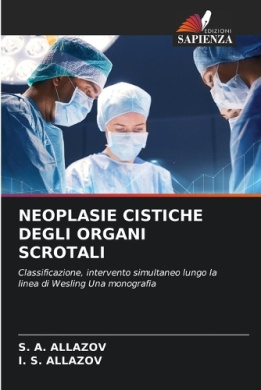 EDIZIONI
SAPIENZA
NEOPLASIE CISTICHE
DEGLI ORGANI
SCROTALI
Classificazione, intervento simultaneo lungo la
linea di Wesling Una monografia
S. A. ALLAZOV
I. S. ALLAZOV